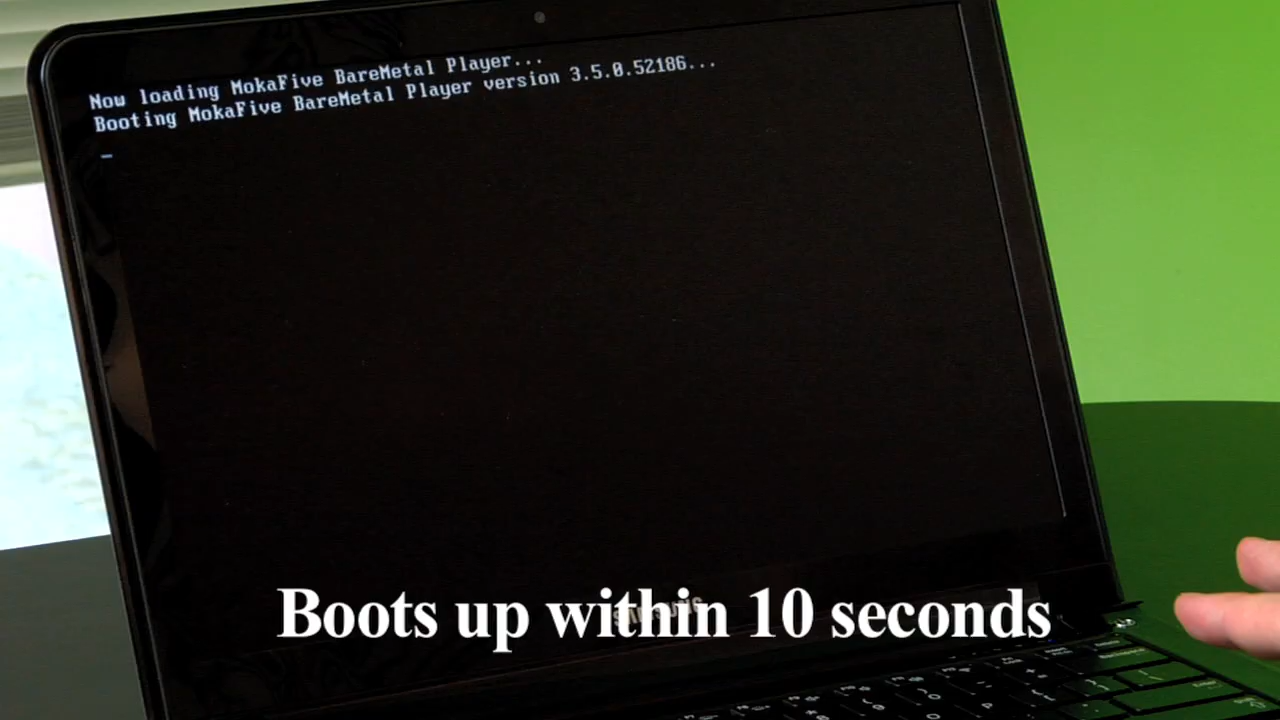 Now loading MokaFive BareMetal Player...
Booting MokaFive BareMetal Player version 3.5.0.52186...
SAMSUNG
Boots up within 10 seconds